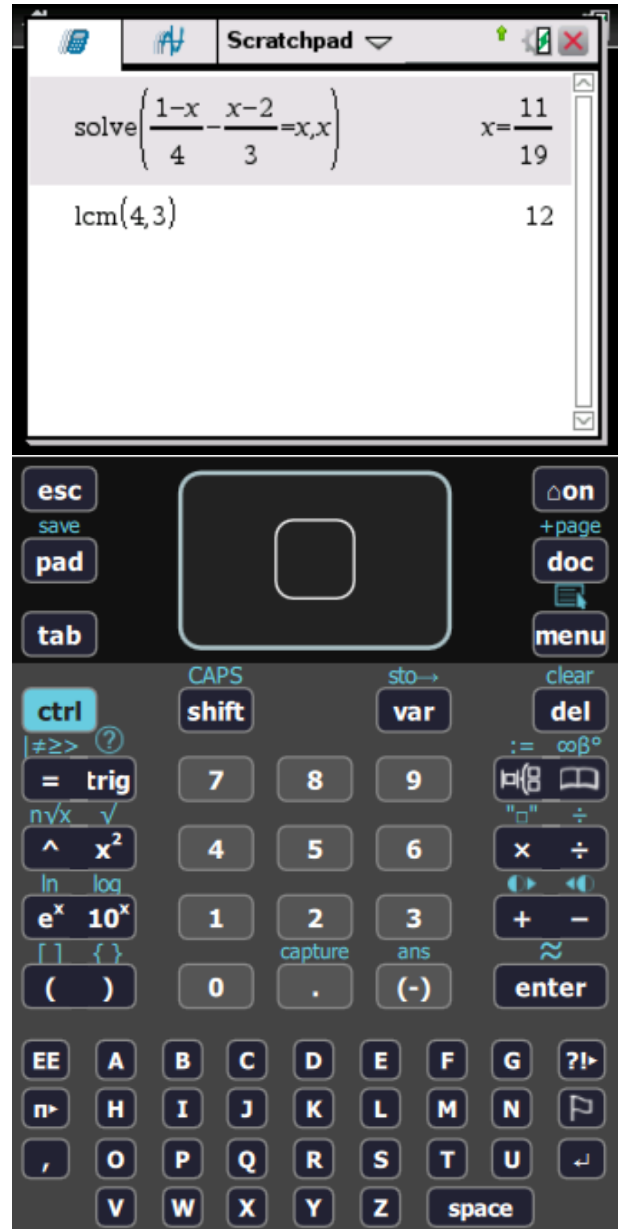 Scratchpad
solve((1-x)/4-(x-2)/3=x,x) x=11/19
lcm(4,3) 12
esc ⌂on
save +page
pad doc
tab menu
CAPS sto→ clear
ctrl shift var del
|≠≥> ? := ∞β°
= trig 7 8 9
n√x √ "□" ÷
^ x² 4 5 6 × ÷
ln log
eˣ 10ˣ 1 2 3 + −
[ ] { } capture ans ≈
( ) 0 . (-) enter
EE A B C D E F G ?!▸
π▸ H I J K L M N
, O P Q R S T U ↵
V W X Y Z space